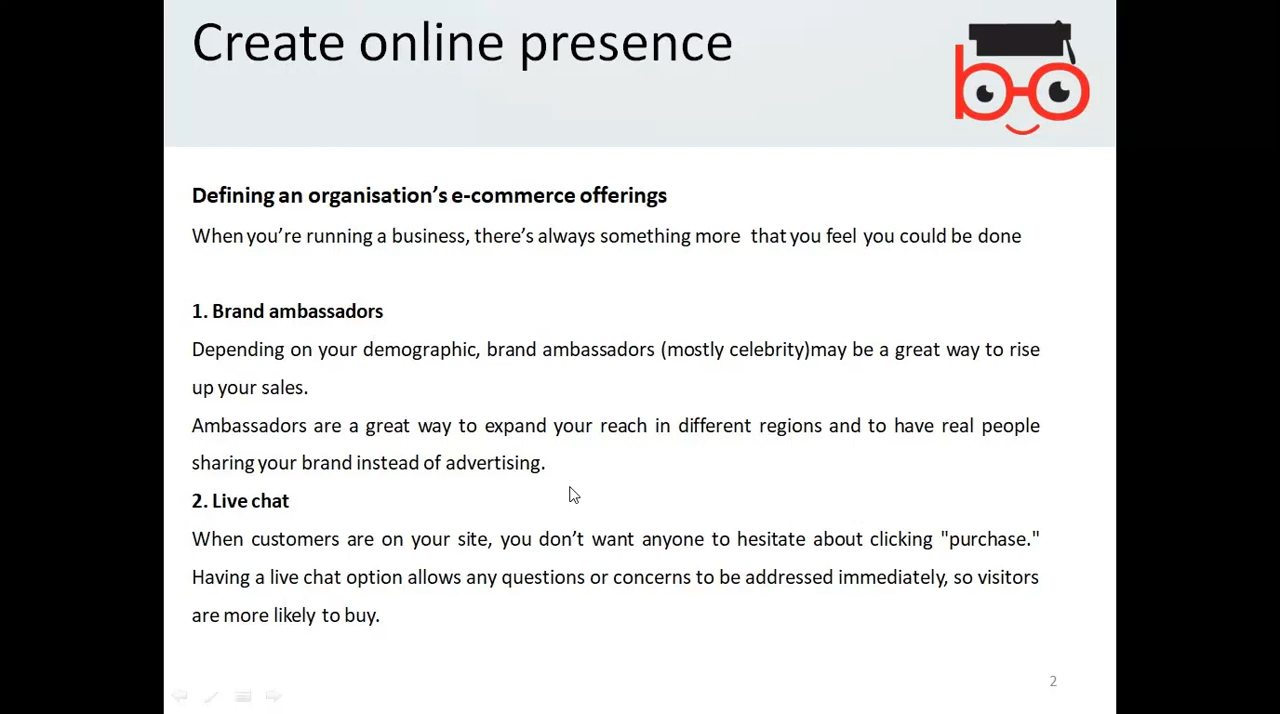 Create online presence
Defining an organisation's e-commerce offerings
When you're running a business, there's always something more  that you feel you could be done
1. Brand ambassadors
Depending on your demographic, brand ambassadors (mostly celebrity)may be a great way to rise
up your sales.
Ambassadors are a great way to expand your reach in different regions and to have real people
sharing your brand instead of advertising.
2. Live chat
When customers are on your site, you don't want anyone to hesitate about clicking "purchase."
Having a live chat option allows any questions or concerns to be addressed immediately, so visitors
are more likely to buy.
2